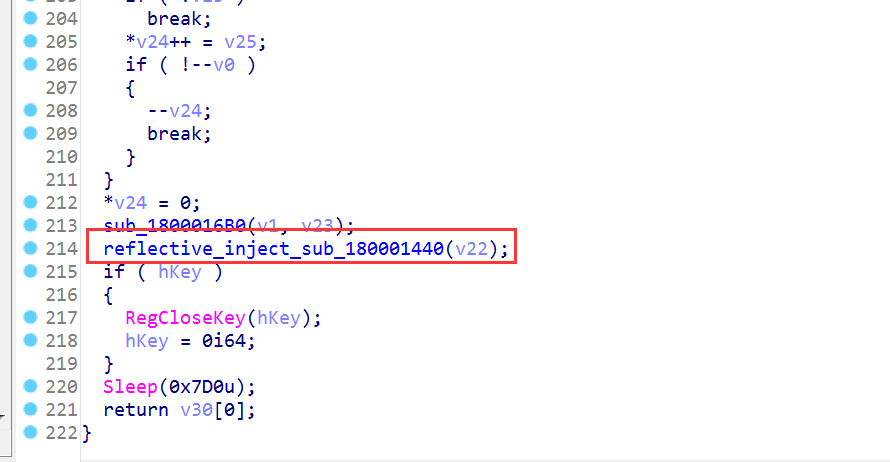 204 break;
205 *v24++ = v25;
206 if ( !--v0 )
207 {
208 --v24;
209 break;
210 }
211 }
212 *v24 = 0;
213 sub_1800016B0(v1, v23);
214 reflective_inject_sub_180001440(v22);
215 if ( hKey )
216 {
217 RegCloseKey(hKey);
218 hKey = 0i64;
219 }
220 Sleep(0x7D0u);
221 return v30[0];
222 }